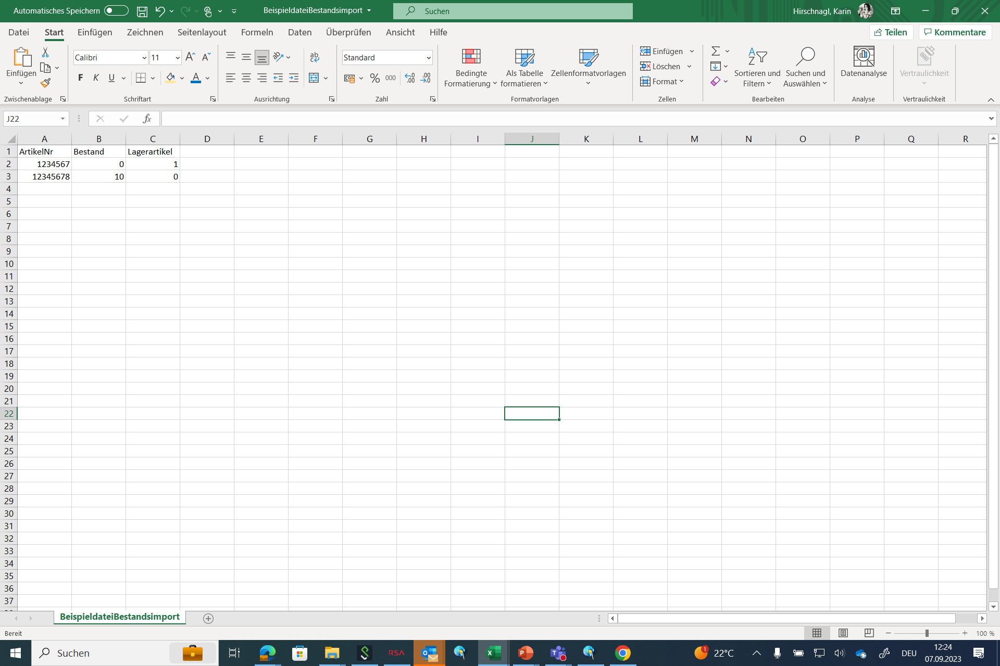 Automatisches Speichern
BeispieldateiBestandsimport
Suchen
Hirschnagl, Karin
Datei Start Einfügen Zeichnen Seitenlayout Formeln Daten Überprüfen Ansicht Hilfe
Teilen Kommentare
Einfügen
Zwischenablage
Calibri 11
F K U
Schriftart
Ausrichtung
Standard
% 000
Zahl
Bedingte Formatierung
Als Tabelle formatieren
Zellenformatvorlagen
Formatvorlagen
Einfügen
Löschen
Format
Zellen
Sortieren und Filtern
Suchen und Auswählen
Bearbeiten
Datenanalyse
Analyse
Vertraulichkeit
Vertraulichkeit
J22
fx
A B C D E F G H I J K L M N O P Q R
1 ArtikelNr Bestand Lagerartikel
2 1234567 0 1
3 12345678 10 0
4
5
6
7
8
9
10
11
12
13
14
15
16
17
18
19
20
21
22
23
24
25
26
27
28
29
30
31
32
33
34
35
36
37
BeispieldateiBestandsimport
Bereit
100 %
Suchen
RSA
1
22°C
DEU
12:24
07.09.2023